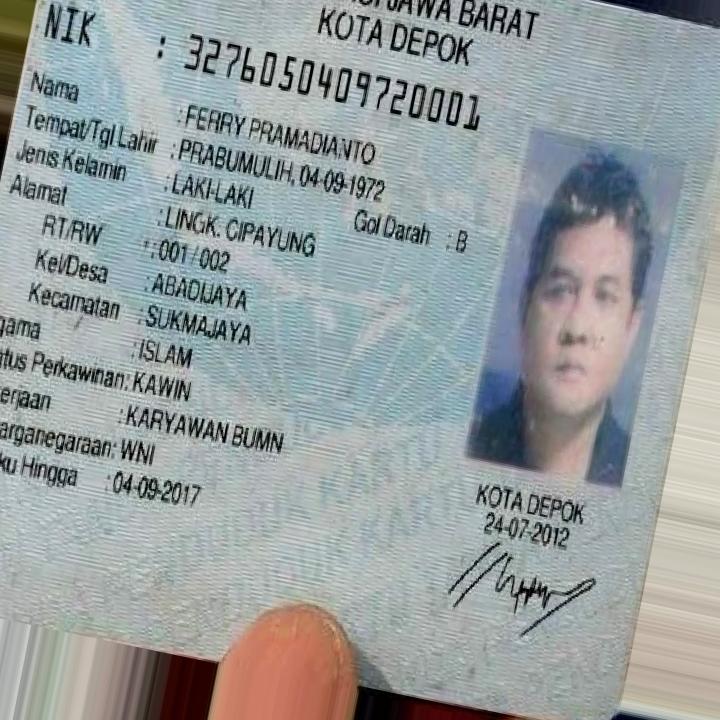 JAWA BARAT
KOTA DEPOK
NIK : 3276050409720001
Nama : FERRY PRAMADIANTO
Tempat/Tgl Lahir : PRABUMULIH, 04-09-1972
Jenis Kelamin : LAKI-LAKI Gol Darah : B
Alamat : LINGK. CIPAYUNG
RT/RW : 001 / 002
Kel/Desa : ABADIJAYA
Kecamatan : SUKMAJAYA
gama : ISLAM
tus Perkawinan: KAWIN
erjaan : KARYAWAN BUMN
arganegaraan: WNI
ku Hingga : 04-09-2017
KOTA DEPOK
24-07-2012